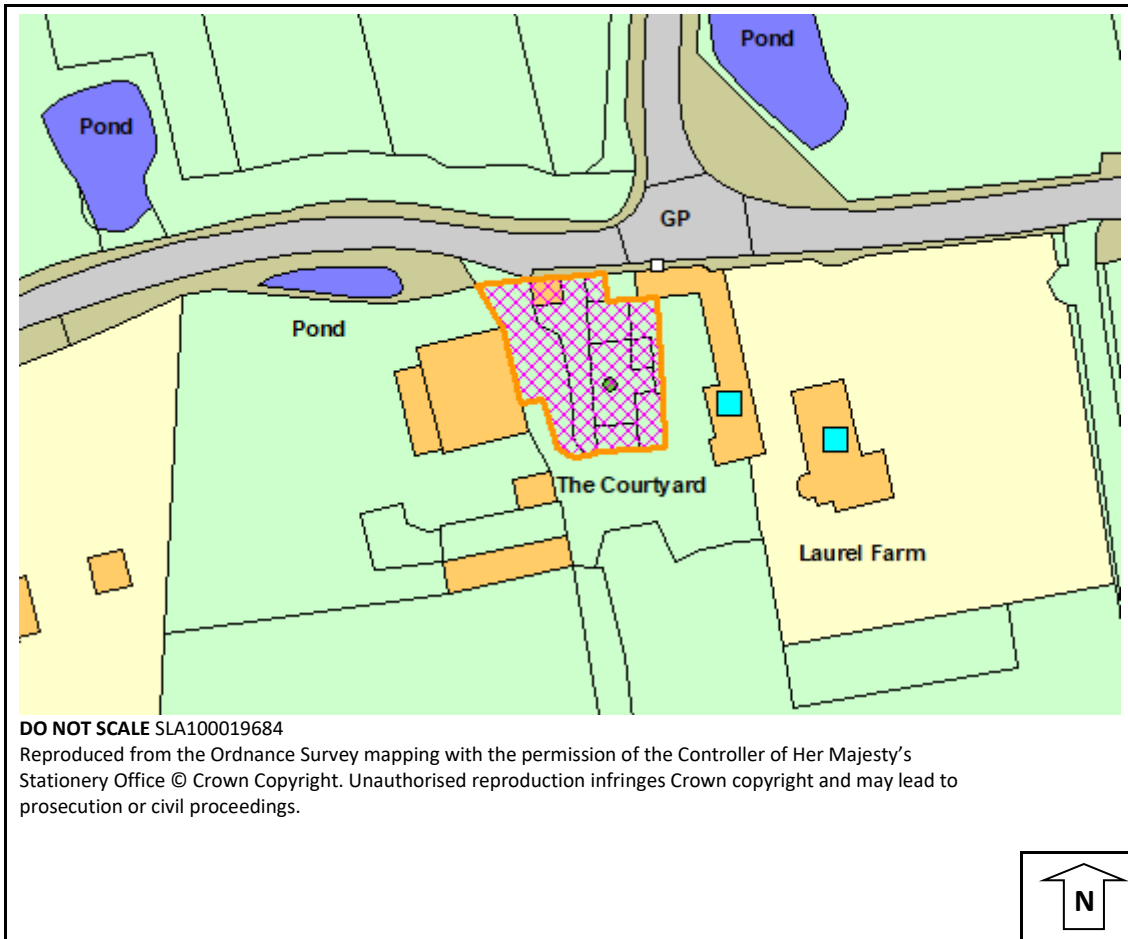 Pond
Pond
GP
Pond
The Courtyard
Laurel Farm
DO NOT SCALE SLA100019684
Reproduced from the Ordnance Survey mapping with the permission of the Controller of Her Majesty's
Stationery Office © Crown Copyright. Unauthorised reproduction infringes Crown copyright and may lead to
prosecution or civil proceedings.
N